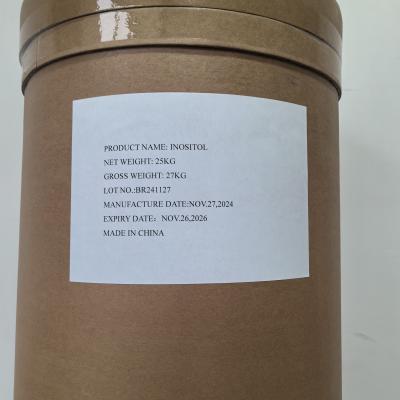 PRODUCT NAME: INOSITOL
NET WEIGHT: 25KG
GROSS WEIGHT: 27KG
LOT NO.:BR241127
MANUFACTURE DATE:NOV.27,2024
EXPIRY DATE： NOV.26,2026
MADE IN CHINA